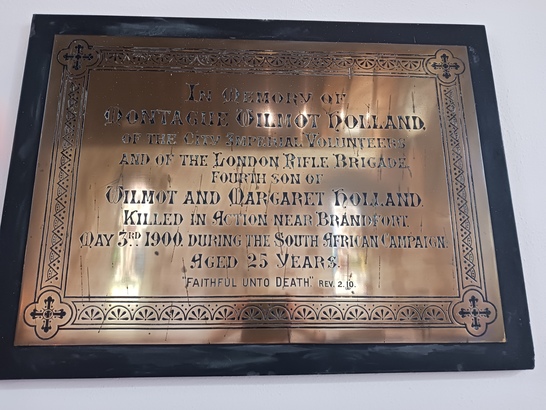 IN MEMORY OF
MONTAGUE WILMOT HOLLAND.
OF THE CITY IMPERIAL VOLUNTEERS
AND OF THE LONDON RIFLE BRIGADE.
FOURTH SON OF
WILMOT AND MARGARET HOLLAND.
KILLED IN ACTION NEAR BRANDFORT.
MAY 3RD 1900, DURING THE SOUTH AFRICAN CAMPAIGN.
AGED 25 YEARS.
"FAITHFUL UNTO DEATH." REV. 2.10.